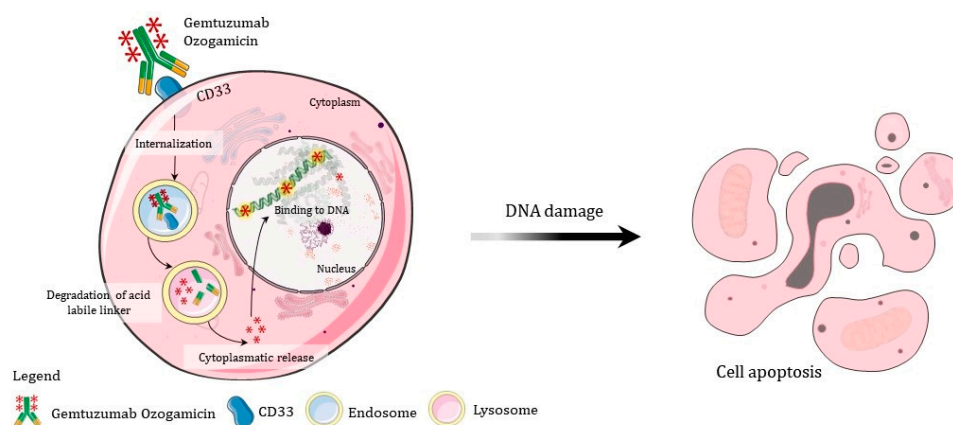 Gemtuzumab
Ozogamicin
CD33
Cytoplasm
Internalization
Binding to DNA
Nucleus
Degradation of acid
labile linker
Cytoplasmatic release
DNA damage
Cell apoptosis
Legend
Gemtuzumab Ozogamicin
CD33
Endosome
Lysosome